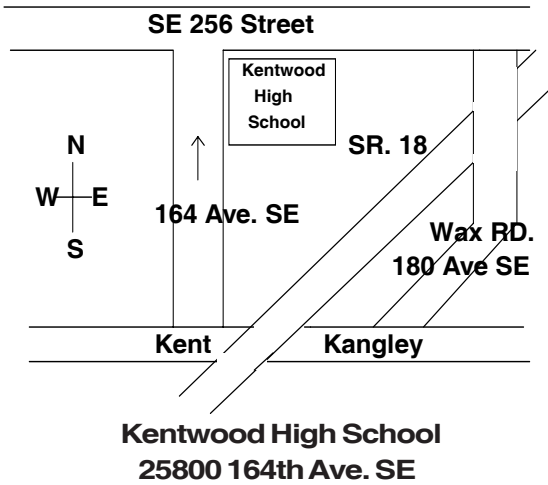 SE 256 Street
Kentwood
High
School
SR. 18
N
W E
S
164 Ave. SE
Wax RD.
180 Ave SE
Kent Kangley
Kentwood High School
25800 164th Ave. SE